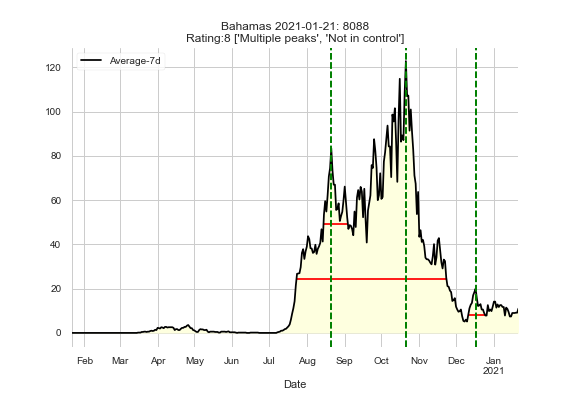 Bahamas 2021-01-21: 8088
Rating:8 ['Multiple peaks', 'Not in control']
Average-7d
120
100
80
60
40
20
0
Feb Mar Apr May Jun Jul Aug Sep Oct Nov Dec Jan
2021
Date